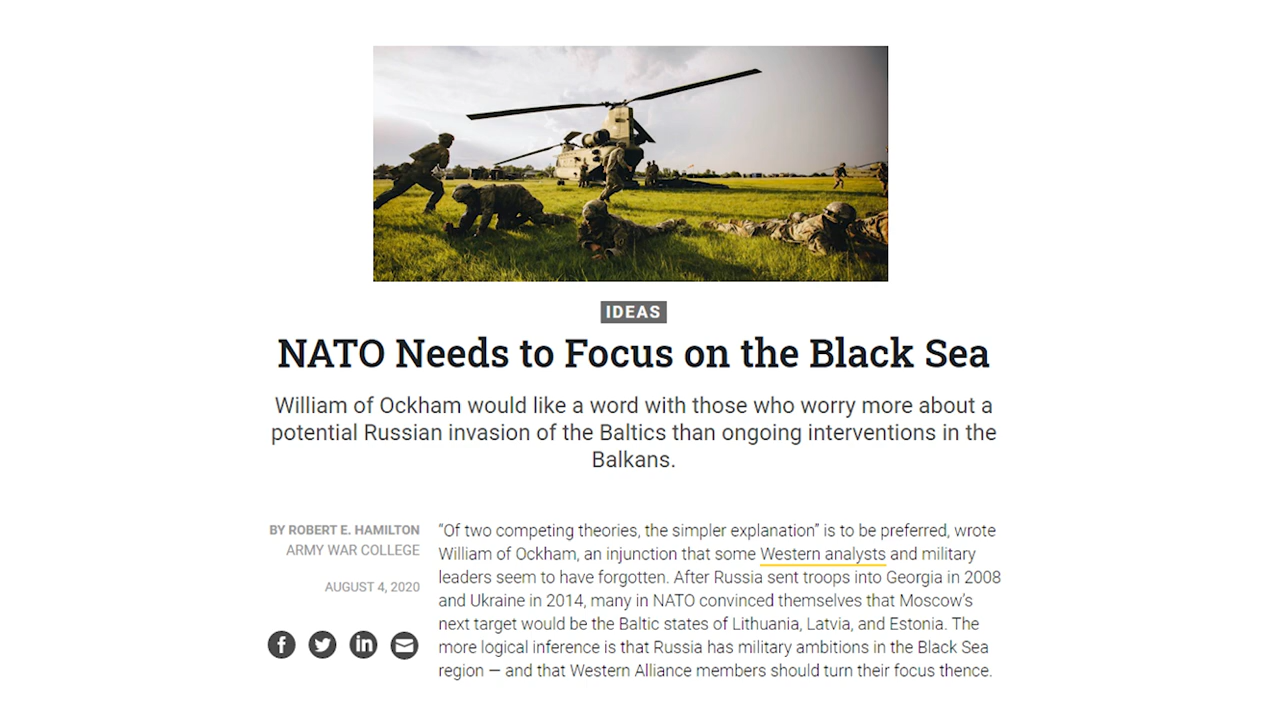 IDEAS
NATO Needs to Focus on the Black Sea
William of Ockham would like a word with those who worry more about a
potential Russian invasion of the Baltics than ongoing interventions in the
Balkans.
BY ROBERT E. HAMILTON
ARMY WAR COLLEGE
AUGUST 4, 2020
“Of two competing theories, the simpler explanation” is to be preferred, wrote
William of Ockham, an injunction that some Western analysts and military
leaders seem to have forgotten. After Russia sent troops into Georgia in 2008
and Ukraine in 2014, many in NATO convinced themselves that Moscow’s
next target would be the Baltic states of Lithuania, Latvia, and Estonia. The
more logical inference is that Russia has military ambitions in the Black Sea
region — and that Western Alliance members should turn their focus thence.